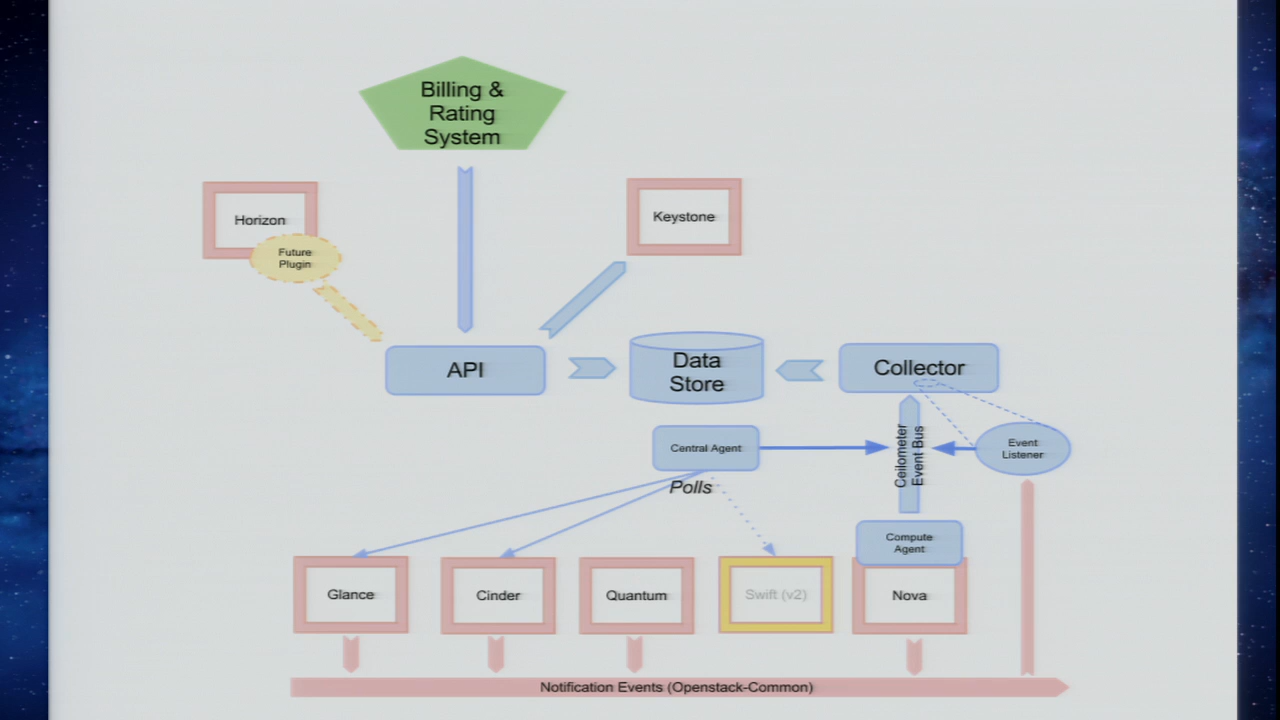 Billing &
Rating
System
Horizon
Future
Plugin
Keystone
API
Data
Store
Collector
Central Agent
Ceilometer
Event Bus
Event
Listener
Polls
Compute
Agent
Glance
Cinder
Quantum
Swift (v2)
Nova
Notification Events (Openstack-Common)